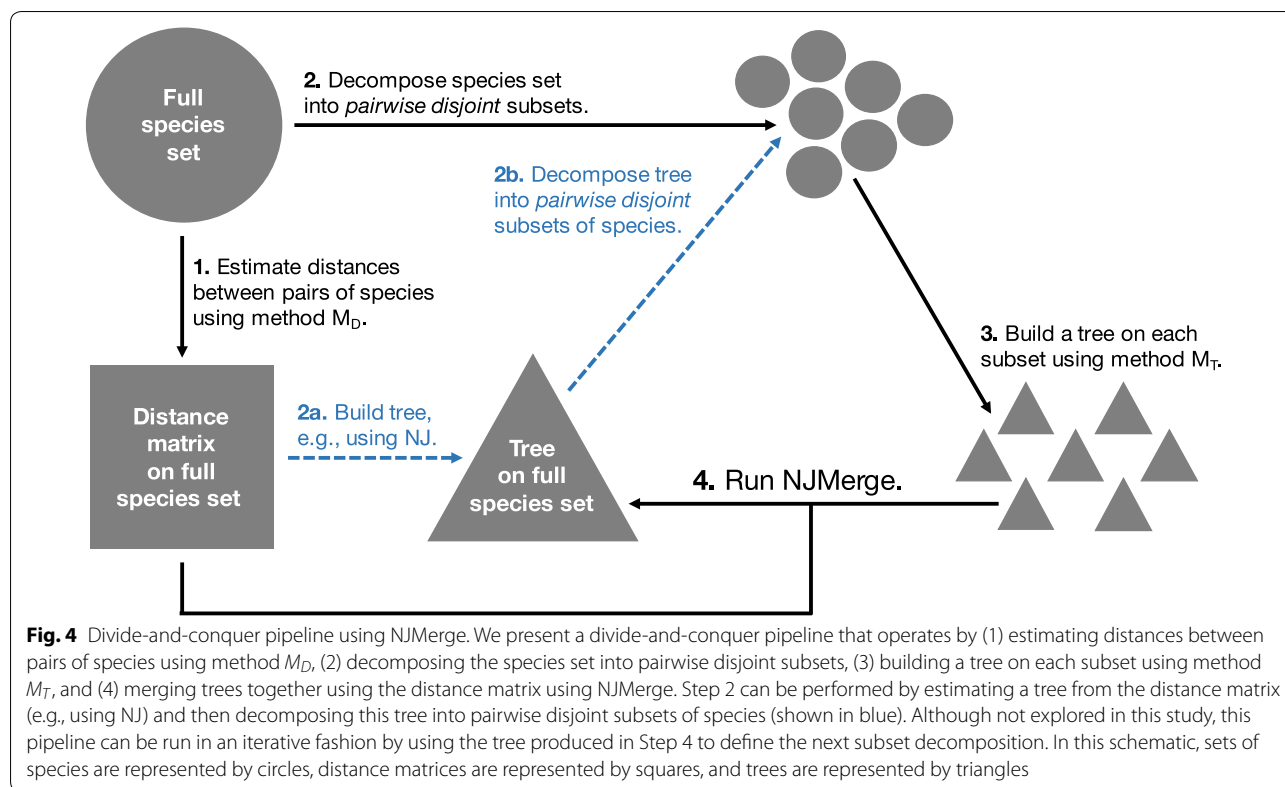 Full
species
set
2. Decompose species set
into pairwise disjoint subsets.
2b. Decompose tree
into pairwise disjoint
subsets of species.
1. Estimate distances
between pairs of species
using method MD.
3. Build a tree on each
subset using method MT.
Distance
matrix
on full
species set
2a. Build tree,
e.g., using NJ.
Tree
on full
species set
4. Run NJMerge.
Fig. 4 Divide-and-conquer pipeline using NJMerge. We present a divide-and-conquer pipeline that operates by (1) estimating distances between
pairs of species using method MD, (2) decomposing the species set into pairwise disjoint subsets, (3) building a tree on each subset using method
MT, and (4) merging trees together using the distance matrix using NJMerge. Step 2 can be performed by estimating a tree from the distance matrix
(e.g., using NJ) and then decomposing this tree into pairwise disjoint subsets of species (shown in blue). Although not explored in this study, this
pipeline can be run in an iterative fashion by using the tree produced in Step 4 to define the next subset decomposition. In this schematic, sets of
species are represented by circles, distance matrices are represented by squares, and trees are represented by triangles